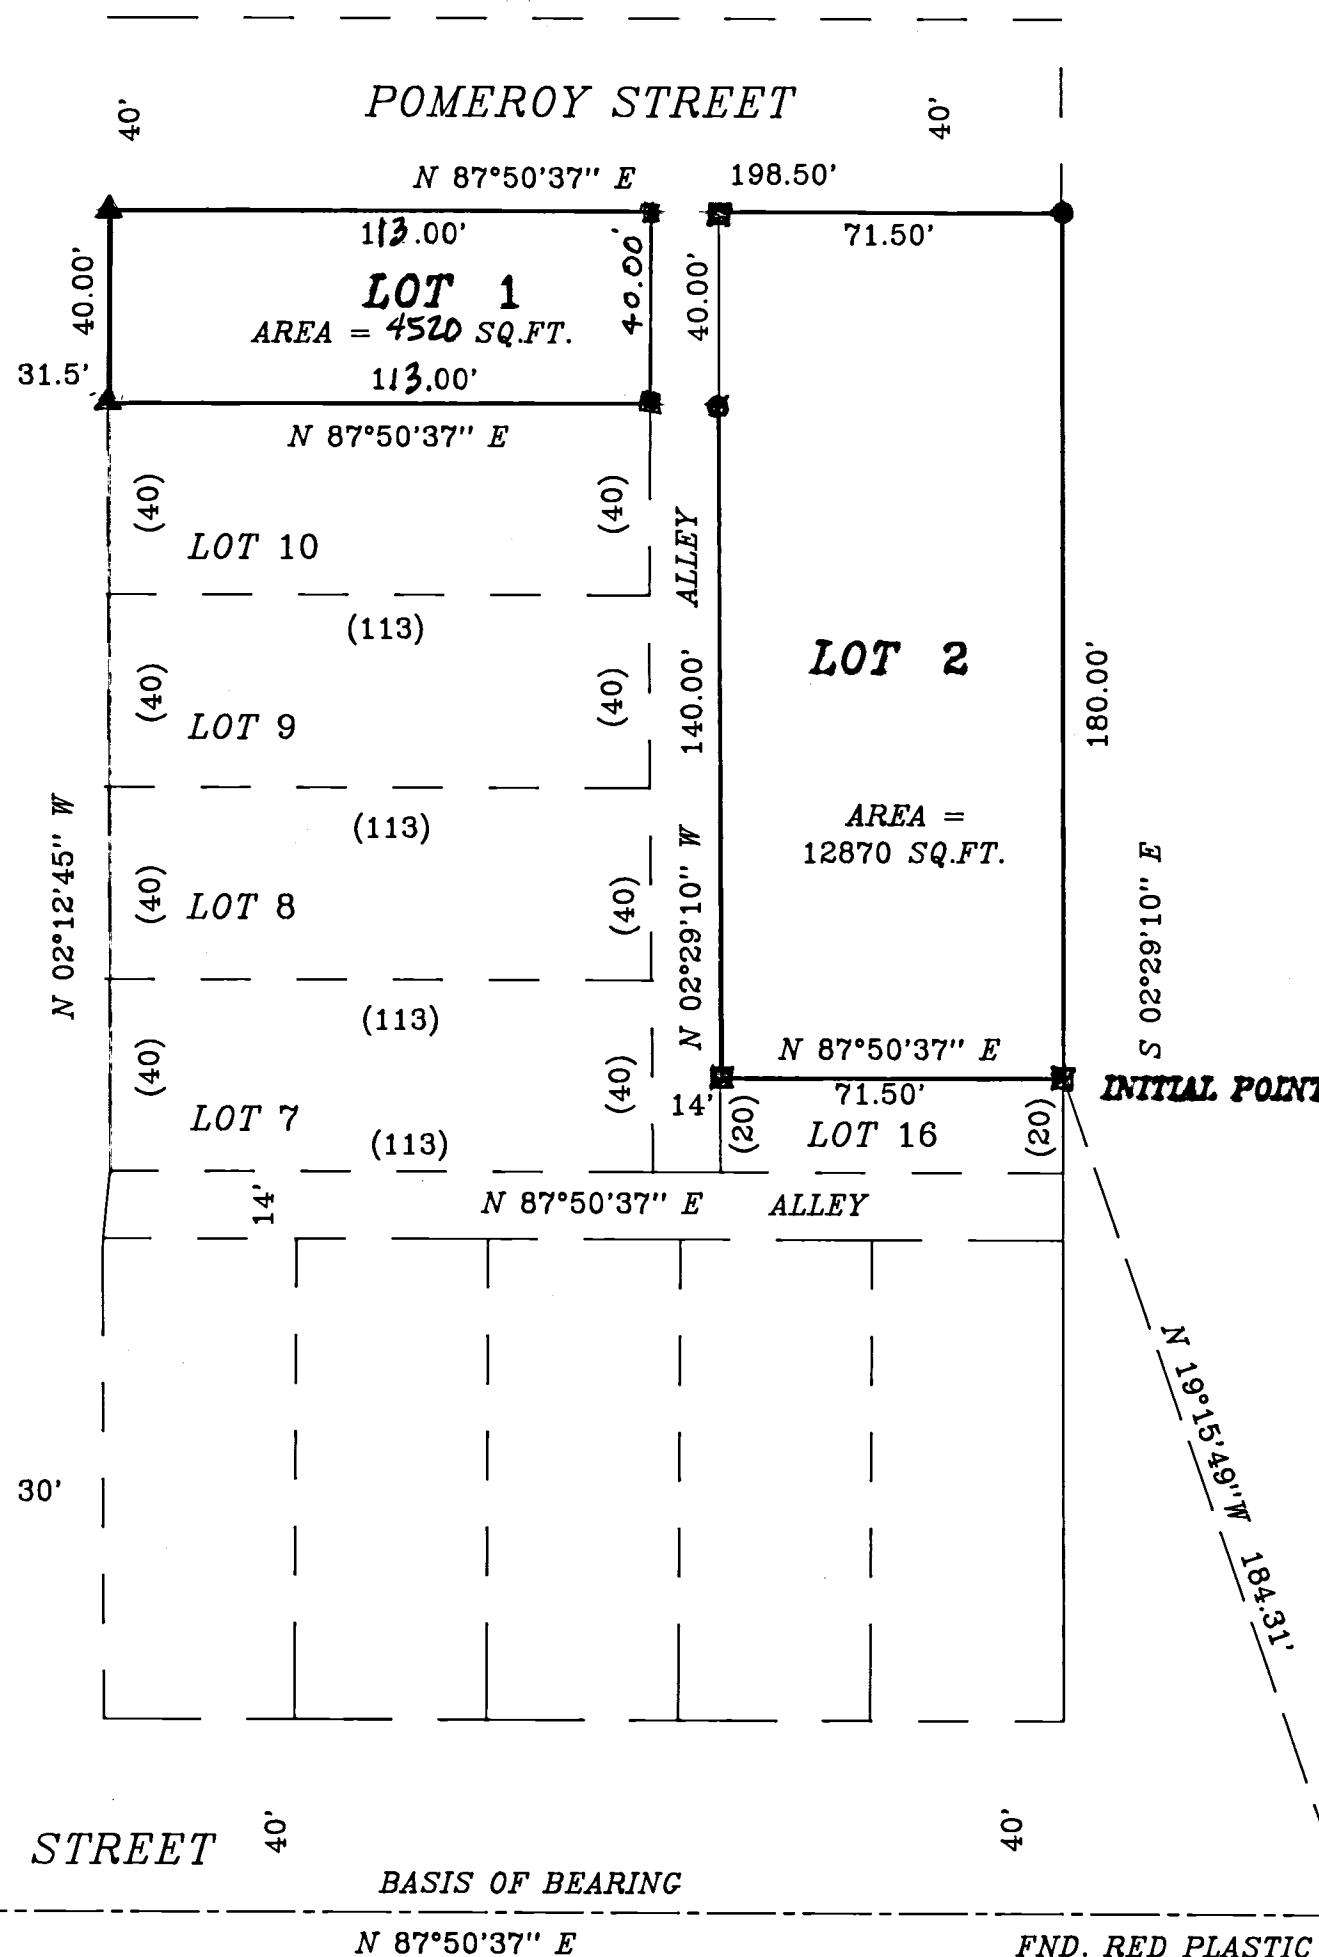 POMEROY STREET
40'
40'
N 87°50'37" E
198.50'
113.00'
71.50'
40.00'
LOT 1
AREA = 4520 SQ.FT.
40.00'
40.00'
31.5'
113.00'
N 87°50'37" E
(40)
(40)
LOT 10
ALLEY
(113)
LOT 2
(40)
(40)
140.00'
180.00'
LOT 9
N 02°12'45" W
(113)
AREA =
12870 SQ.FT.
(40)
LOT 8
(40)
N 02°29'10" W
S 02°29'10" E
(113)
N 87°50'37" E
(40)
(40)
14'
71.50'
INITIAL POINT
LOT 7
(113)
(20)
LOT 16
(20)
14'
N 87°50'37" E ALLEY
30'
N 19°15'49"W 184.31'
STREET
40'
40'
BASIS OF BEARING
N 87°50'37" E
FND. RED PLASTIC